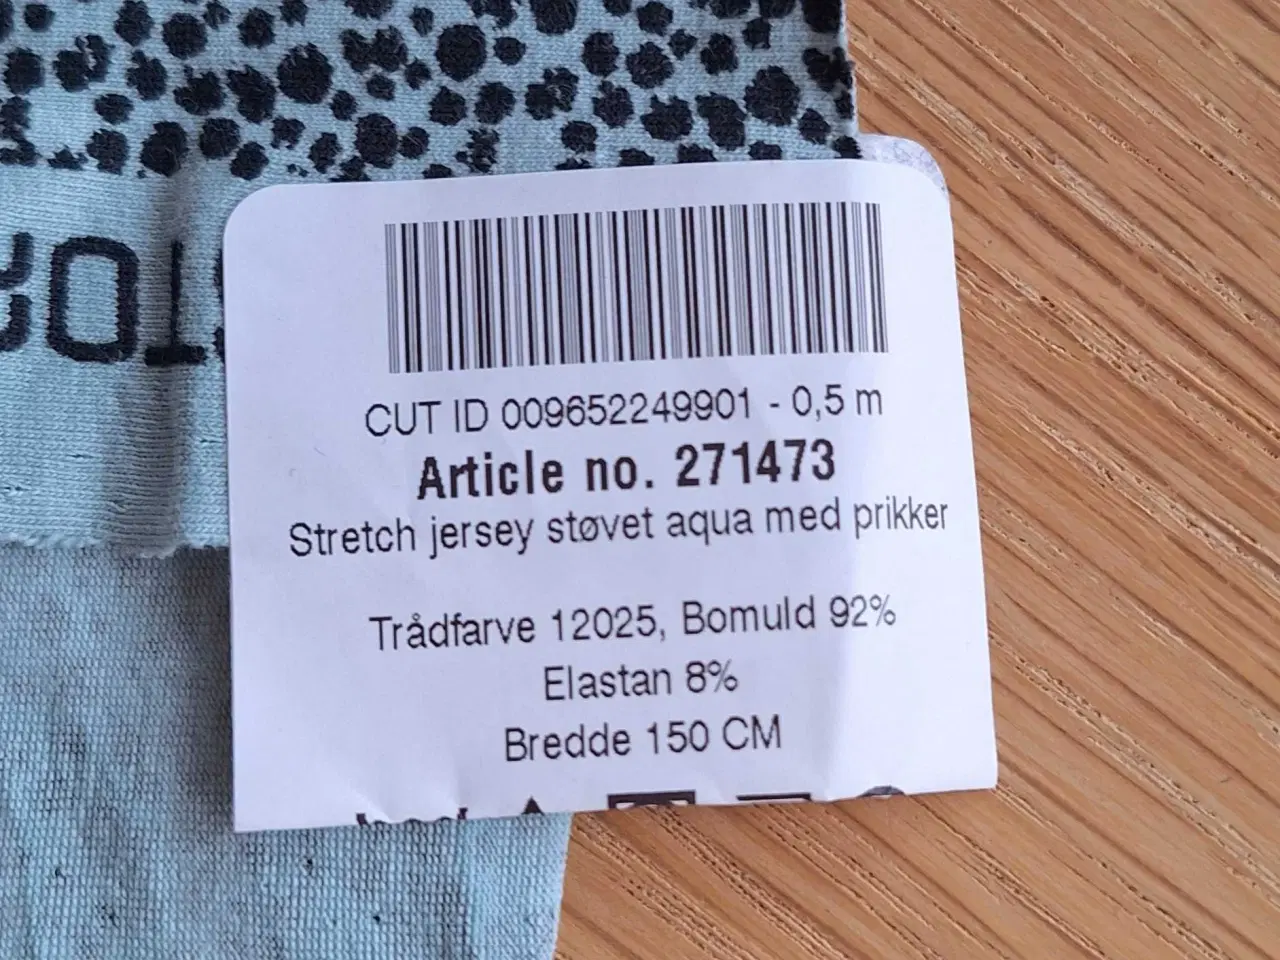 CUT ID 009652249901 - 0,5 m
Article no. 271473
Stretch jersey støvet aqua med prikker
Trådfarve 12025, Bomuld 92%
Elastan 8%
Bredde 150 CM